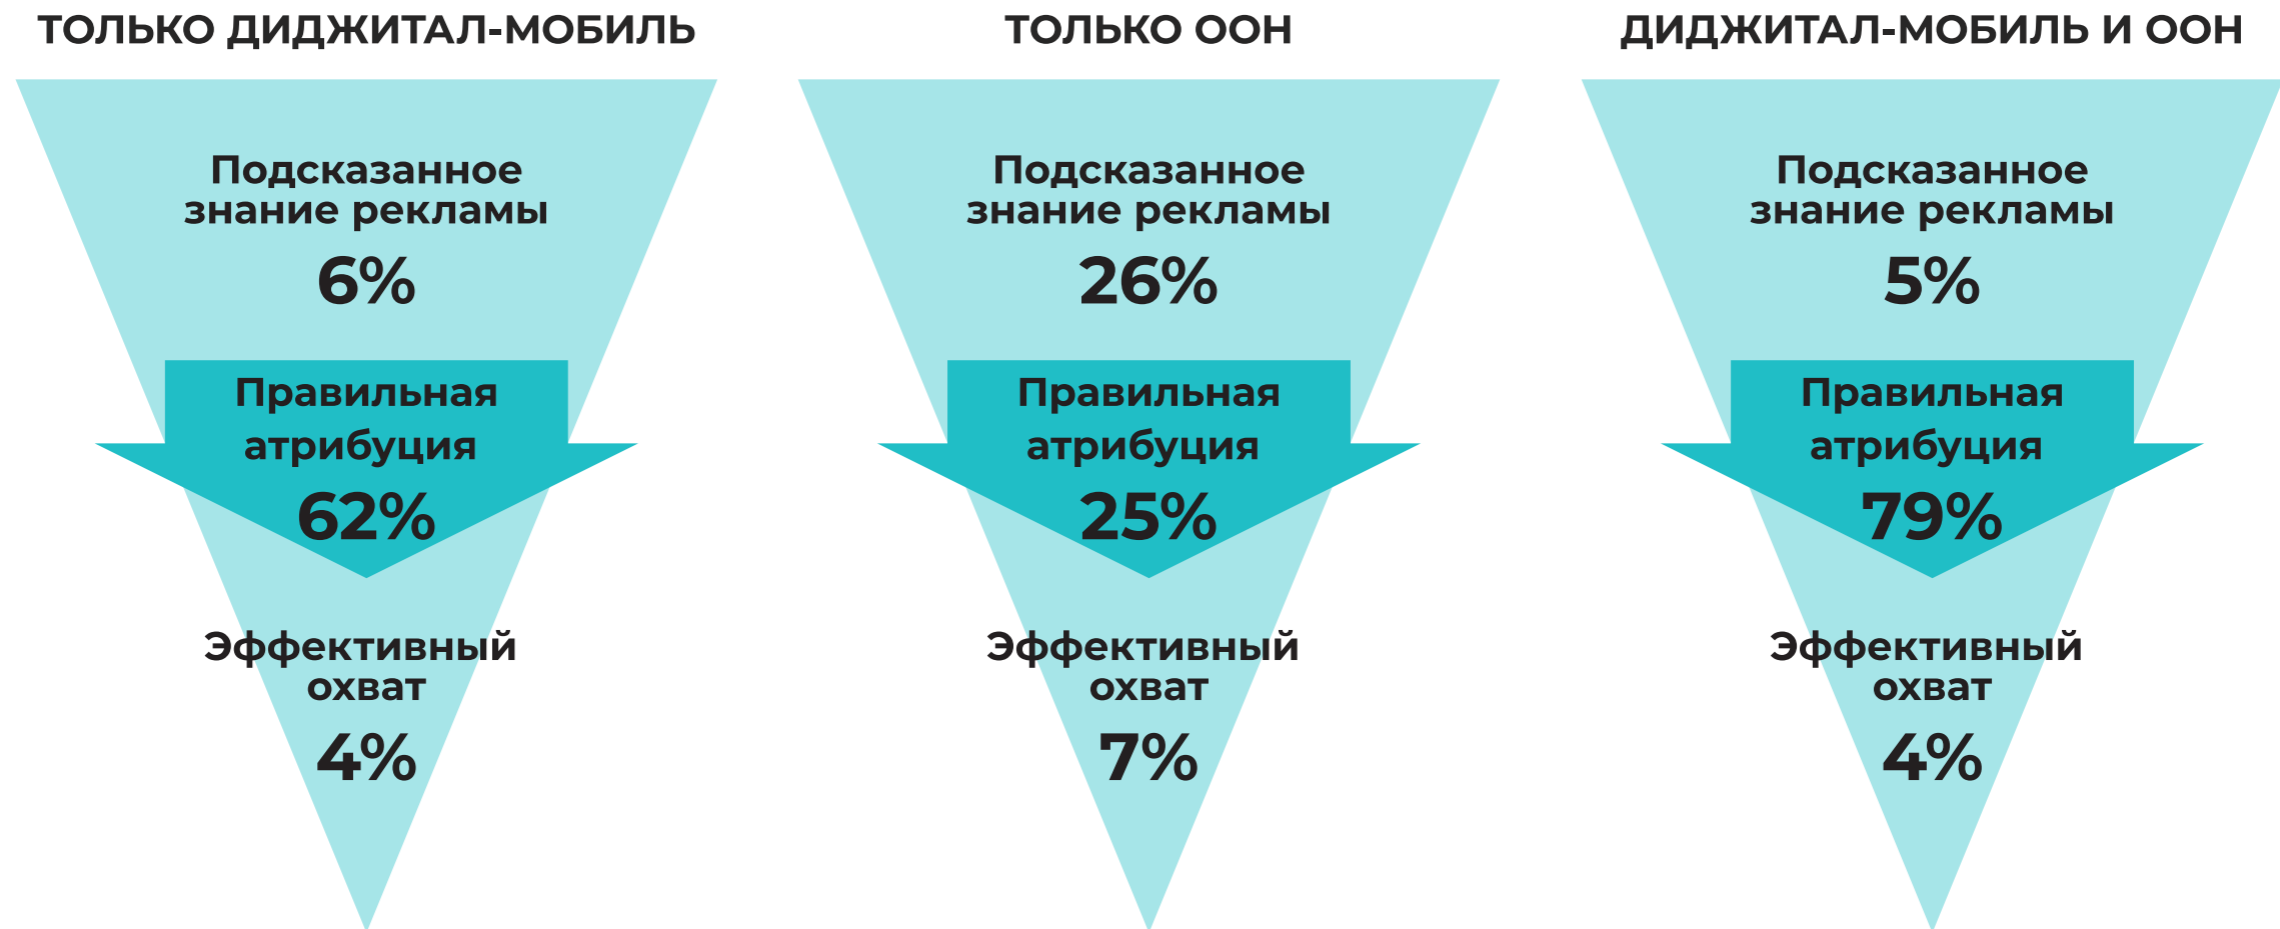 ТОЛЬКО ДИДЖИТАЛ-МОБИЛЬ
Подсказанное
знание рекламы
6%
Правильная
атрибуция
62%
Эффективный
охват
4%
ТОЛЬКО ООН
Подсказанное
знание рекламы
26%
Правильная
атрибуция
25%
Эффективный
охват
7%
ДИДЖИТАЛ-МОБИЛЬ И ООН
Подсказанное
знание рекламы
5%
Правильная
атрибуция
79%
Эффективный
охват
4%